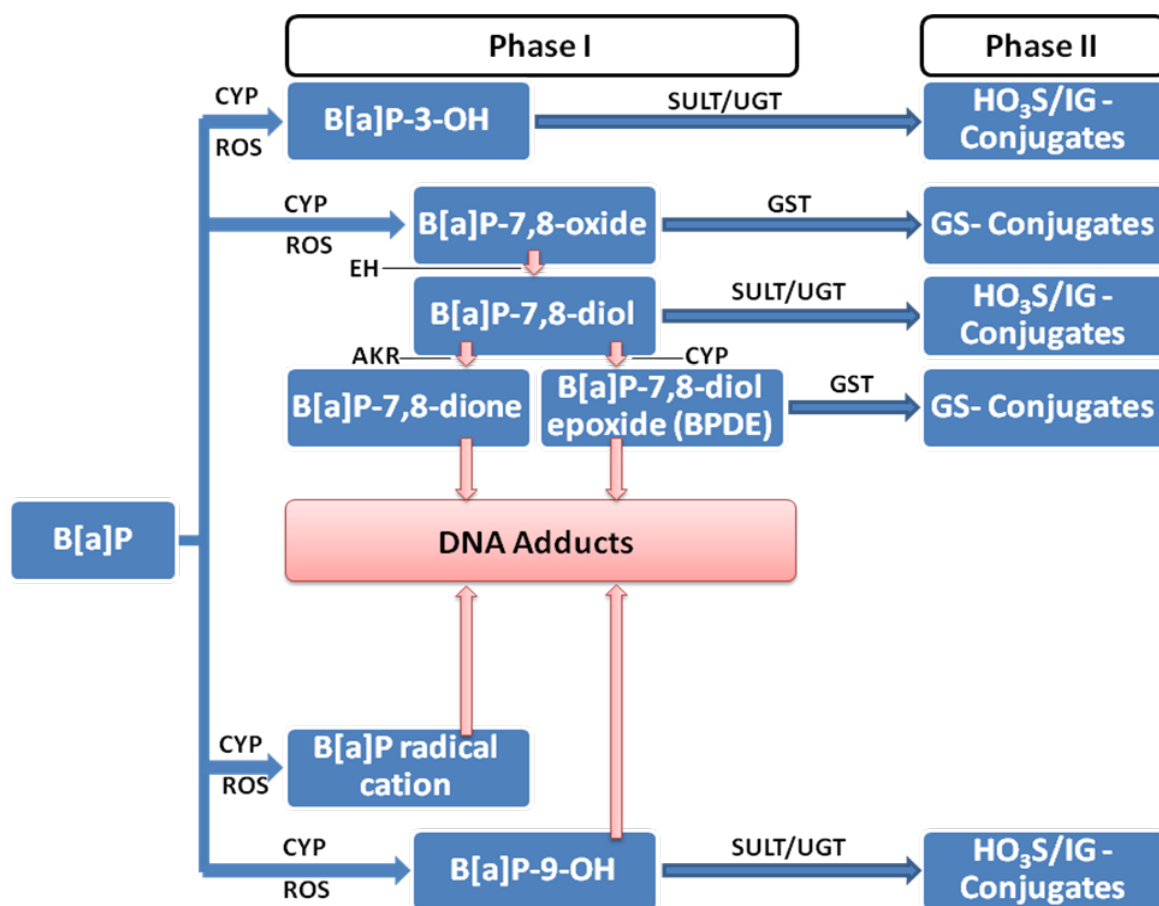 Phase I
Phase II
CYP
ROS
B[a]P-3-OH
SULT/UGT
HO₃S/IG -
Conjugates
CYP
ROS
B[a]P-7,8-oxide
GST
GS- Conjugates
EH
B[a]P-7,8-diol
SULT/UGT
HO₃S/IG -
Conjugates
AKR
CYP
B[a]P-7,8-dione
B[a]P-7,8-diol
epoxide (BPDE)
GST
GS- Conjugates
B[a]P
DNA Adducts
CYP
ROS
B[a]P radical
cation
CYP
ROS
B[a]P-9-OH
SULT/UGT
HO₃S/IG -
Conjugates